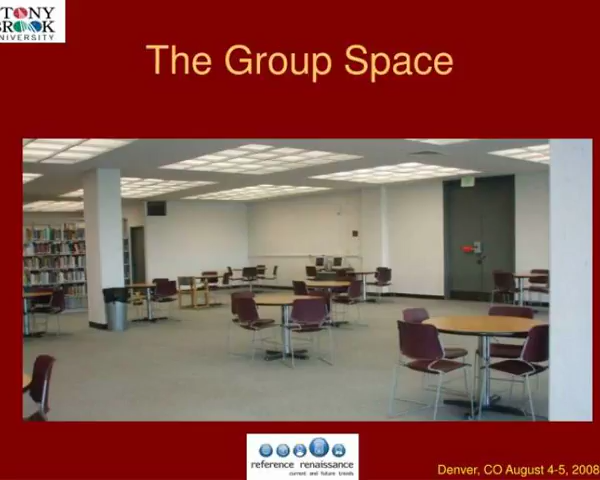 STONY
BROOK
UNIVERSITY
The Group Space
reference renaissance
current and future trends
Denver, CO August 4-5, 2008